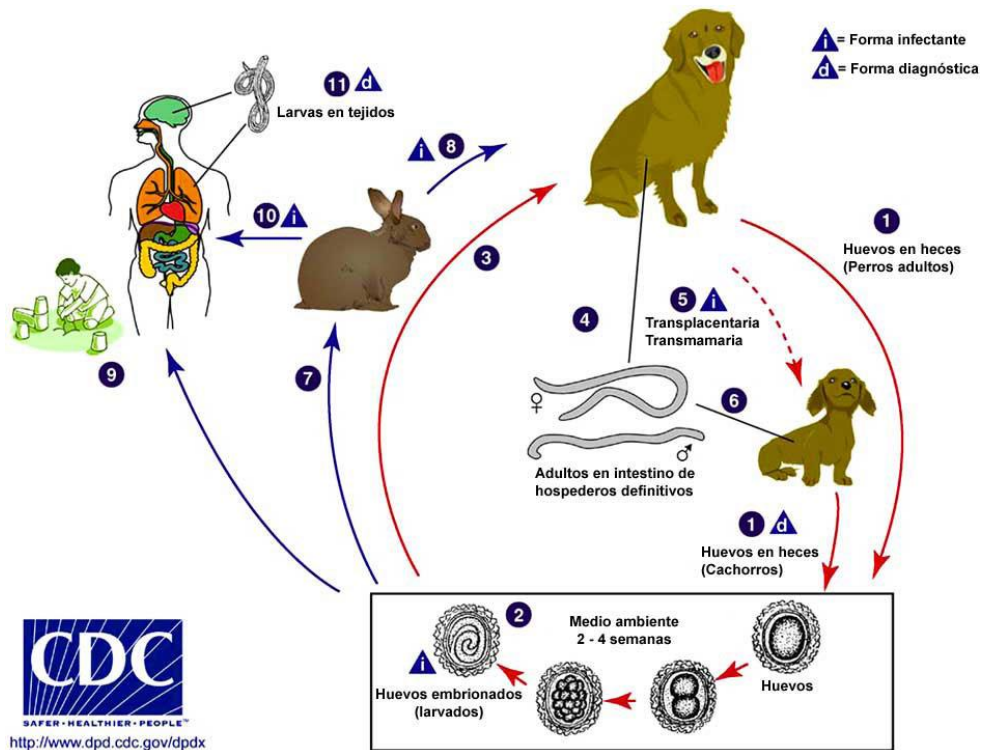 i = Forma infectante
d = Forma diagnóstica
11 d
Larvas en tejidos
i 8
10 i
3
1
Huevos en heces
(Perros adultos)
5 i
Transplacentaria
Transmamaria
4
9
7
6
♀
♂
Adultos en intestino de
hospederos definitivos
1 d
Huevos en heces
(Cachorros)
2
Medio ambiente
2 - 4 semanas
i
Huevos embrionados
(larvados)
Huevos
CDC
SAFER • HEALTHIER • PEOPLE™
http://www.dpd.cdc.gov/dpdx